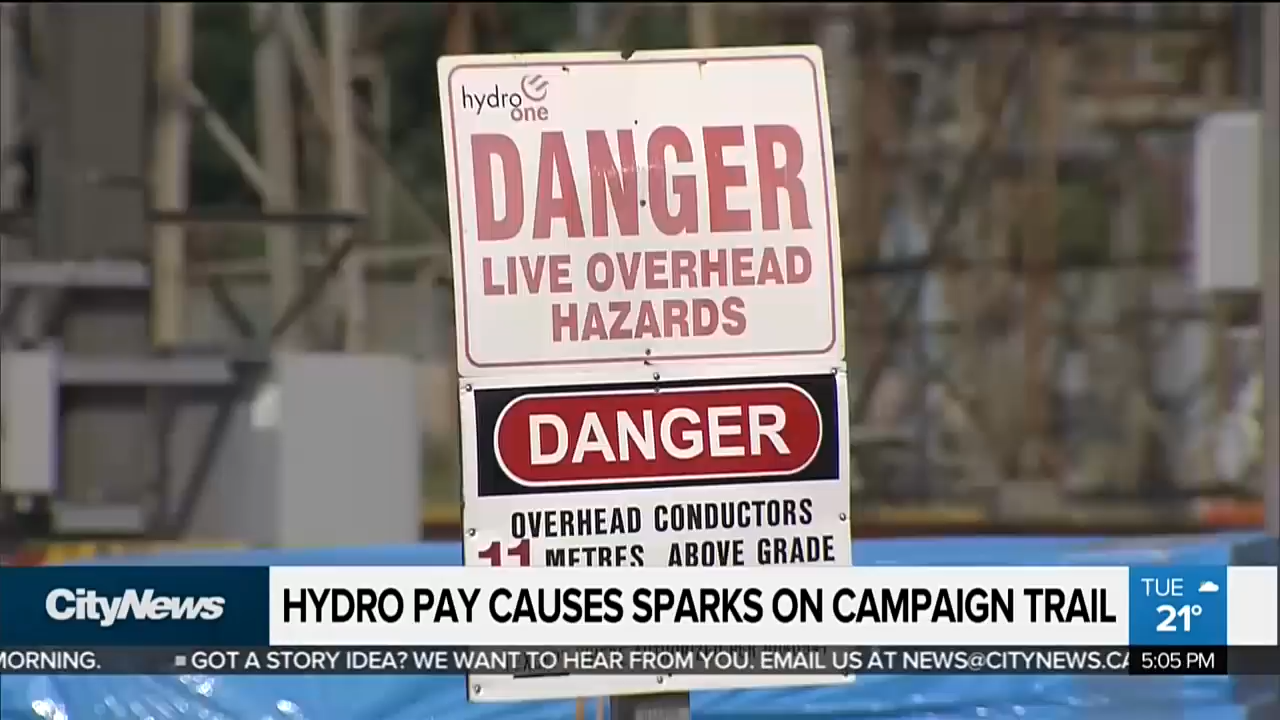 hydro
one
DANGER
LIVE OVERHEAD
HAZARDS
DANGER
OVERHEAD CONDUCTORS
11 METRES ABOVE GRADE
CityNews
HYDRO PAY CAUSES SPARKS ON CAMPAIGN TRAIL
TUE
21°
MORNING. ▪ GOT A STORY IDEA? WE WANT TO HEAR FROM YOU. EMAIL US AT NEWS@CITYNEWS.CA
5:05 PM